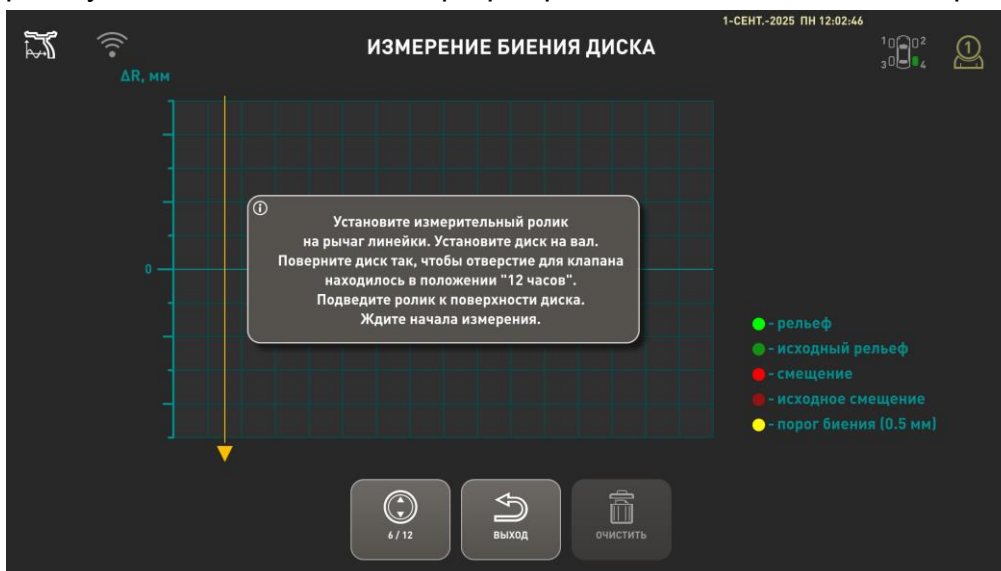 1-СЕНТ.-2025 ПН 12:02:46
ИЗМЕРЕНИЕ БИЕНИЯ ДИСКА
1 2
3 4
1
ΔR, мм
Установите измерительный ролик
на рычаг линейки. Установите диск на вал.
Поверните диск так, чтобы отверстие для клапана
находилось в положении "12 часов".
Подведите ролик к поверхности диска.
Ждите начала измерения.
0
- рельеф
- исходный рельеф
- смещение
- исходное смещение
- порог биения (0.5 мм)
6 / 12
ВЫХОД
ОЧИСТИТЬ